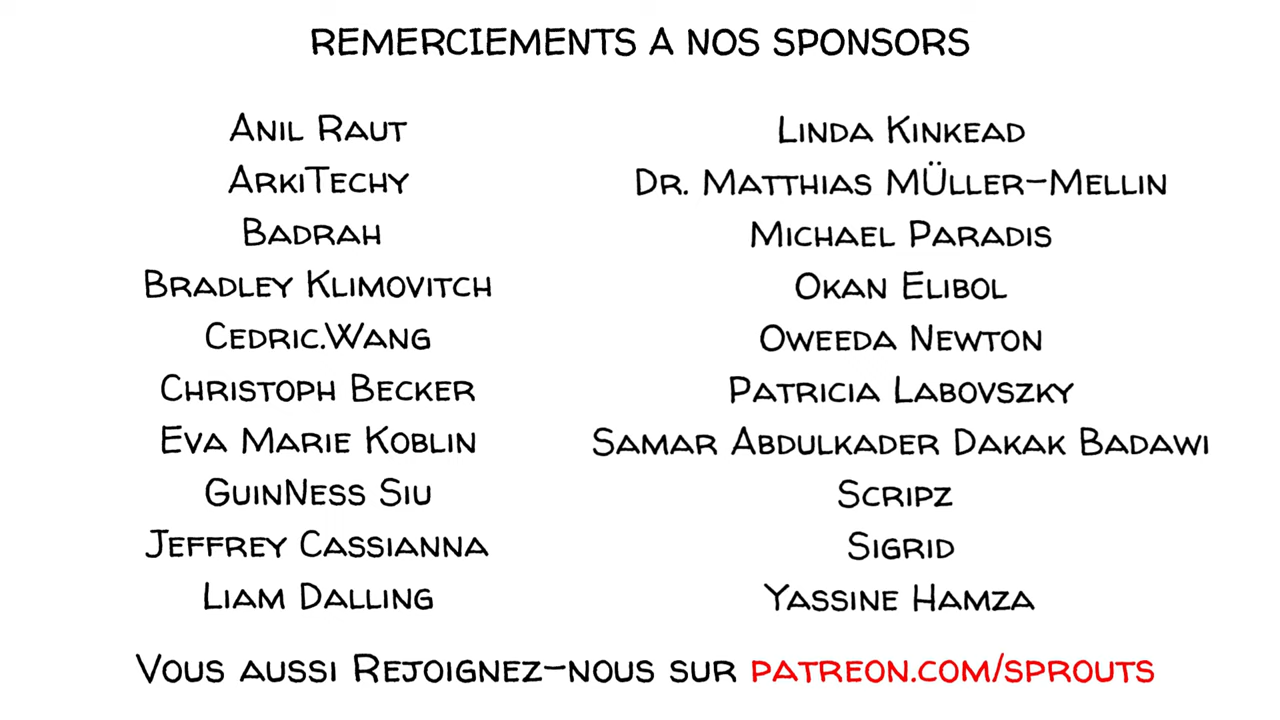 REMERCIEMENTS A NOS SPONSORS
ANIL RAUT
ARKITECHY
BADRAH
BRADLEY KLIMOVITCH
CEDRIC.WANG
CHRISTOPH BECKER
EVA MARIE KOBLIN
GUINNESS SIU
JEFFREY CASSIANNA
LIAM DALLING
LINDA KINKEAD
DR. MATTHIAS MÜLLER-MELLIN
MICHAEL PARADIS
OKAN ELIBOL
OWEEDA NEWTON
PATRICIA LABOVSZKY
SAMAR ABDULKADER DAKAK BADAWI
SCRIPZ
SIGRID
YASSINE HAMZA
VOUS AUSSI REJOIGNEZ-NOUS SUR PATREON.COM/SPROUTS